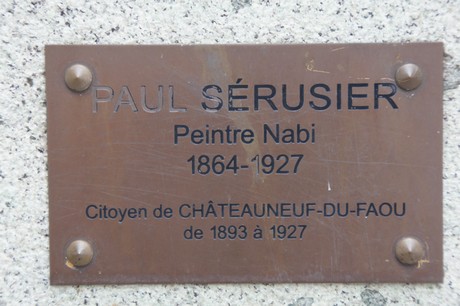 PAUL SÉRUSIER
Peintre Nabi
1864-1927
Citoyen de CHÂTEAUNEUF-DU-FAOU
de 1893 à 1927